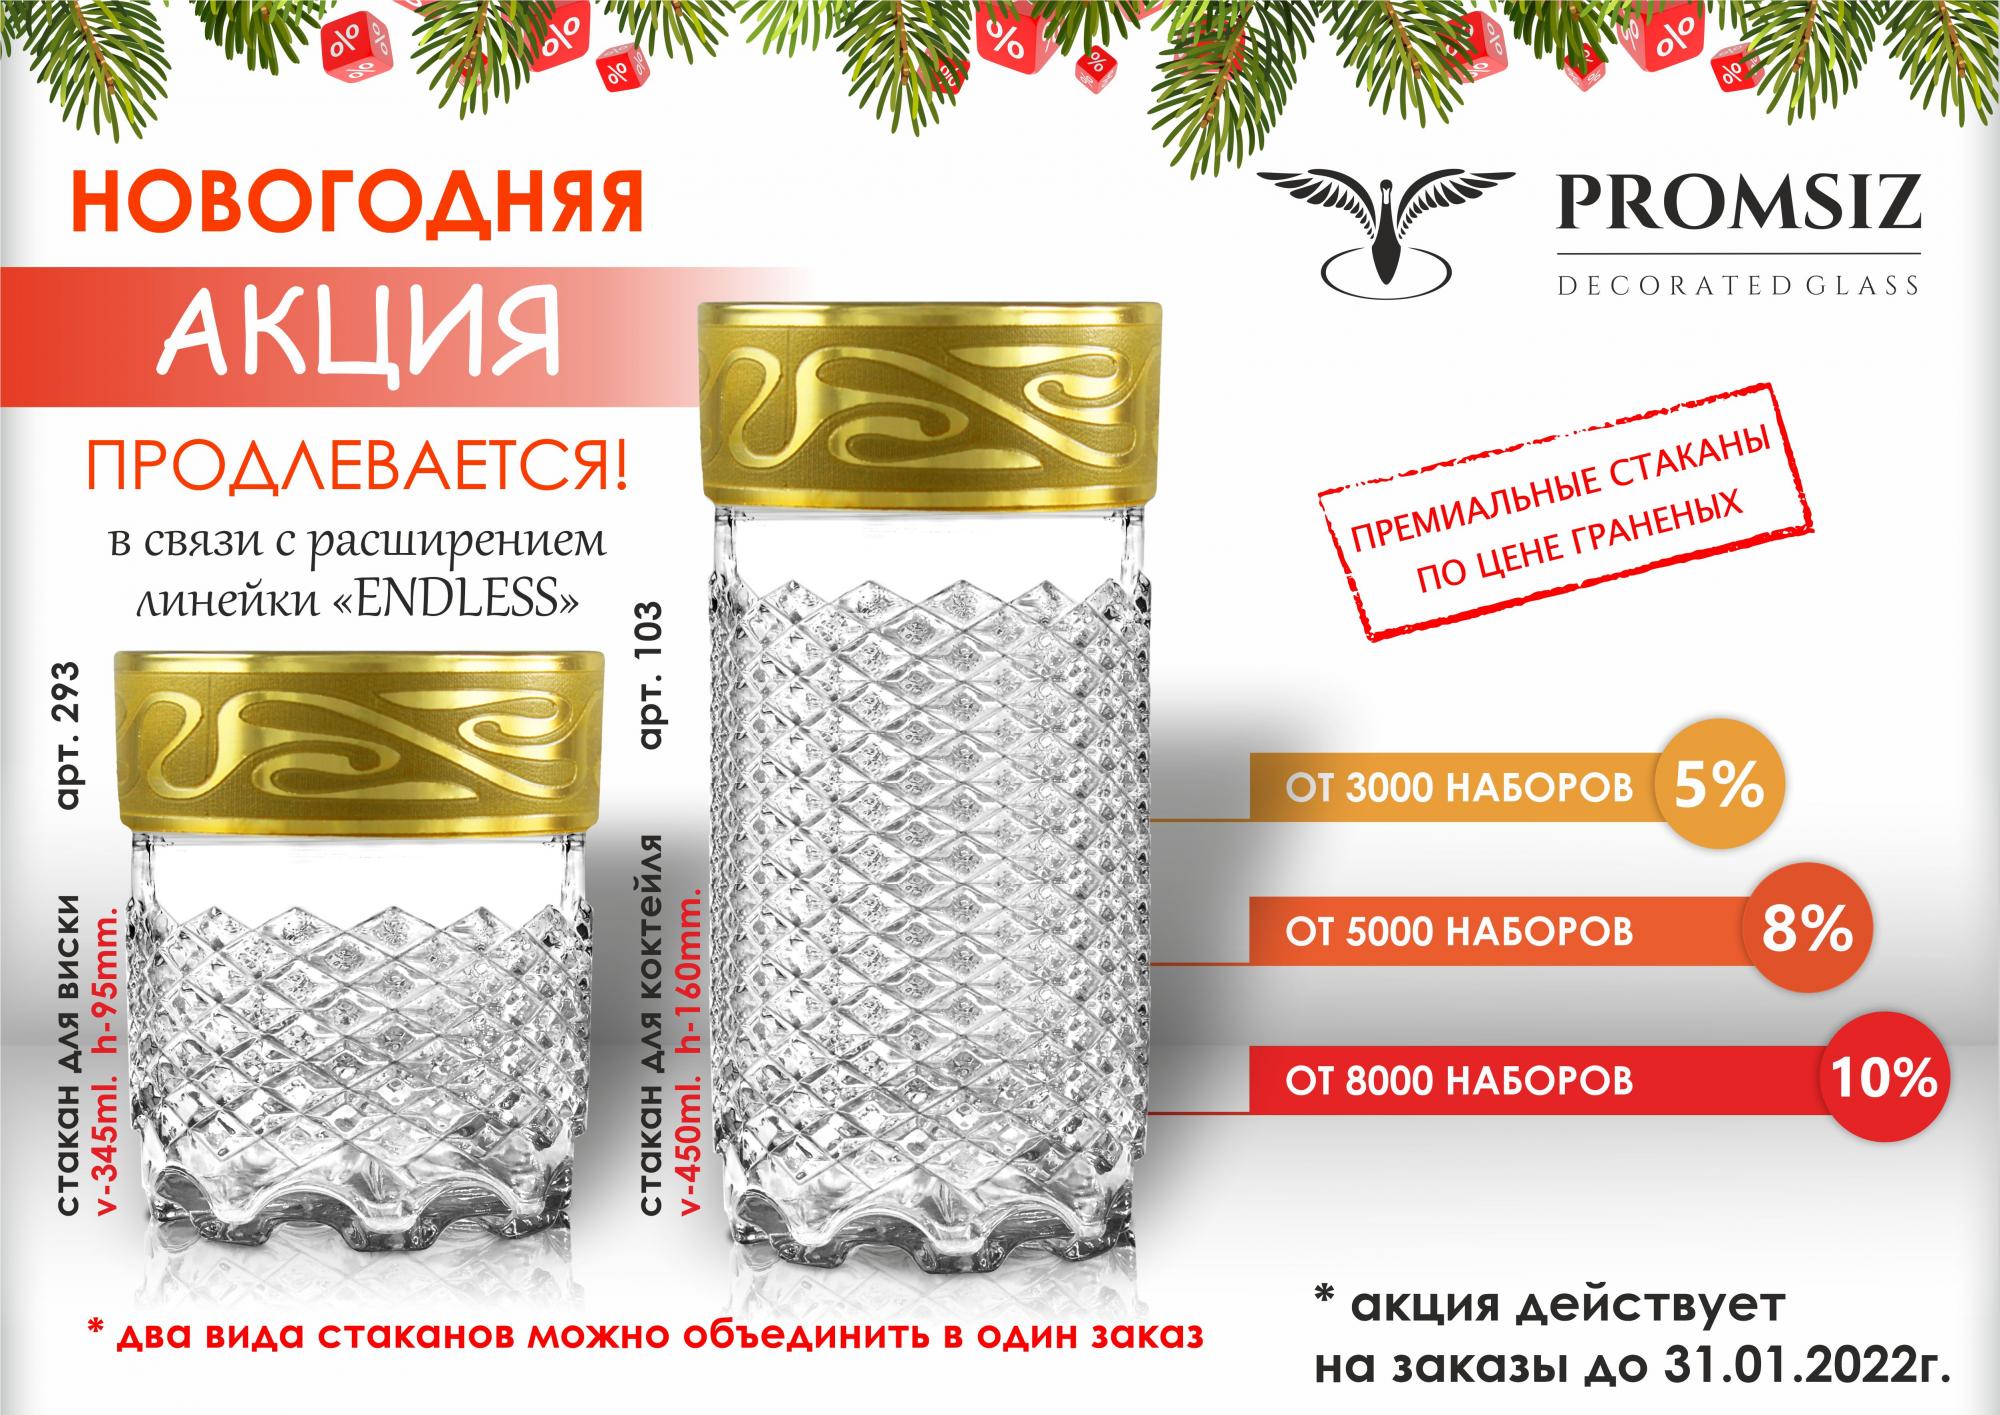 НОВОГОДНЯЯ
АКЦИЯ
ПРОДЛЕВАЕТСЯ!
в связи с расширением
линейки «ENDLESS»
PROMSIZ
DECORATED GLASS
ПРЕМИАЛЬНЫЕ СТАКАНЫ
ПО ЦЕНЕ ГРАНЕНЫХ
стакан для виски арт. 293
v-345ml. h-95mm.
стакан для коктейля арт. 103
v-450ml. h-160mm.
ОТ 3000 НАБОРОВ 5%
ОТ 5000 НАБОРОВ 8%
ОТ 8000 НАБОРОВ 10%
* два вида стаканов можно объединить в один заказ
* акция действует
на заказы до 31.01.2022г.
%
%
%
%
%
%
%
%
%